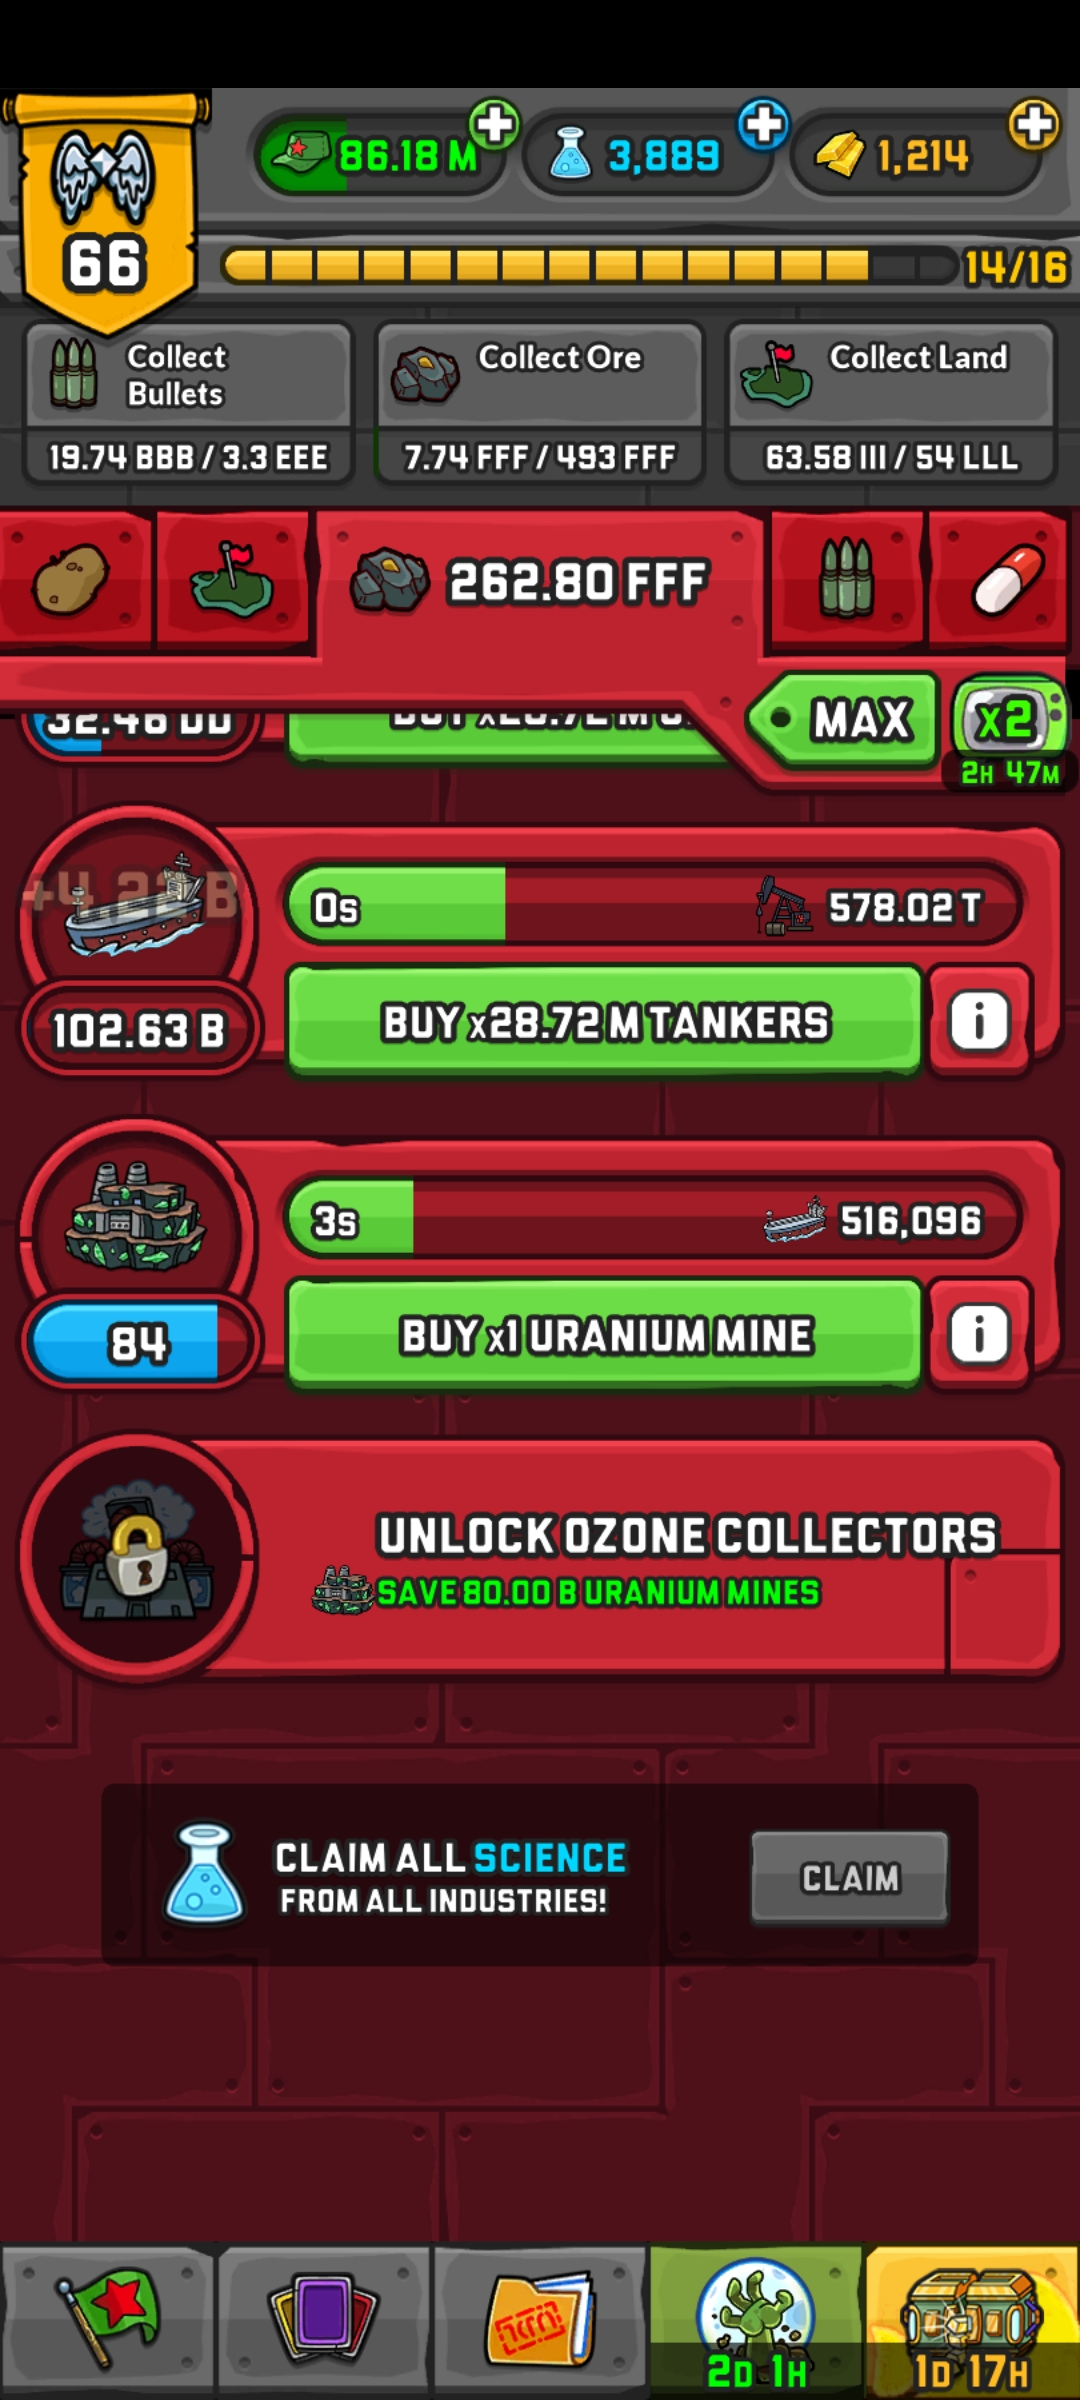 86.18 M
3,889
1,214
66
14/16
Collect
Bullets
19.74 BBB / 3.3 EEE
Collect Ore
7.74 FFF / 493 FFF
Collect Land
63.58 III / 54 LLL
262.80 FFF
MAX
x2
2H 47M
32.46 DD
0s
578.02 T
102.63 B
BUY x28.72 M TANKERS
i
3s
516,096
84
BUY x1 URANIUM MINE
i
UNLOCK OZONE COLLECTORS
SAVE 80.00 B URANIUM MINES
CLAIM ALL SCIENCE
FROM ALL INDUSTRIES!
CLAIM
2D 1H
1D 17H